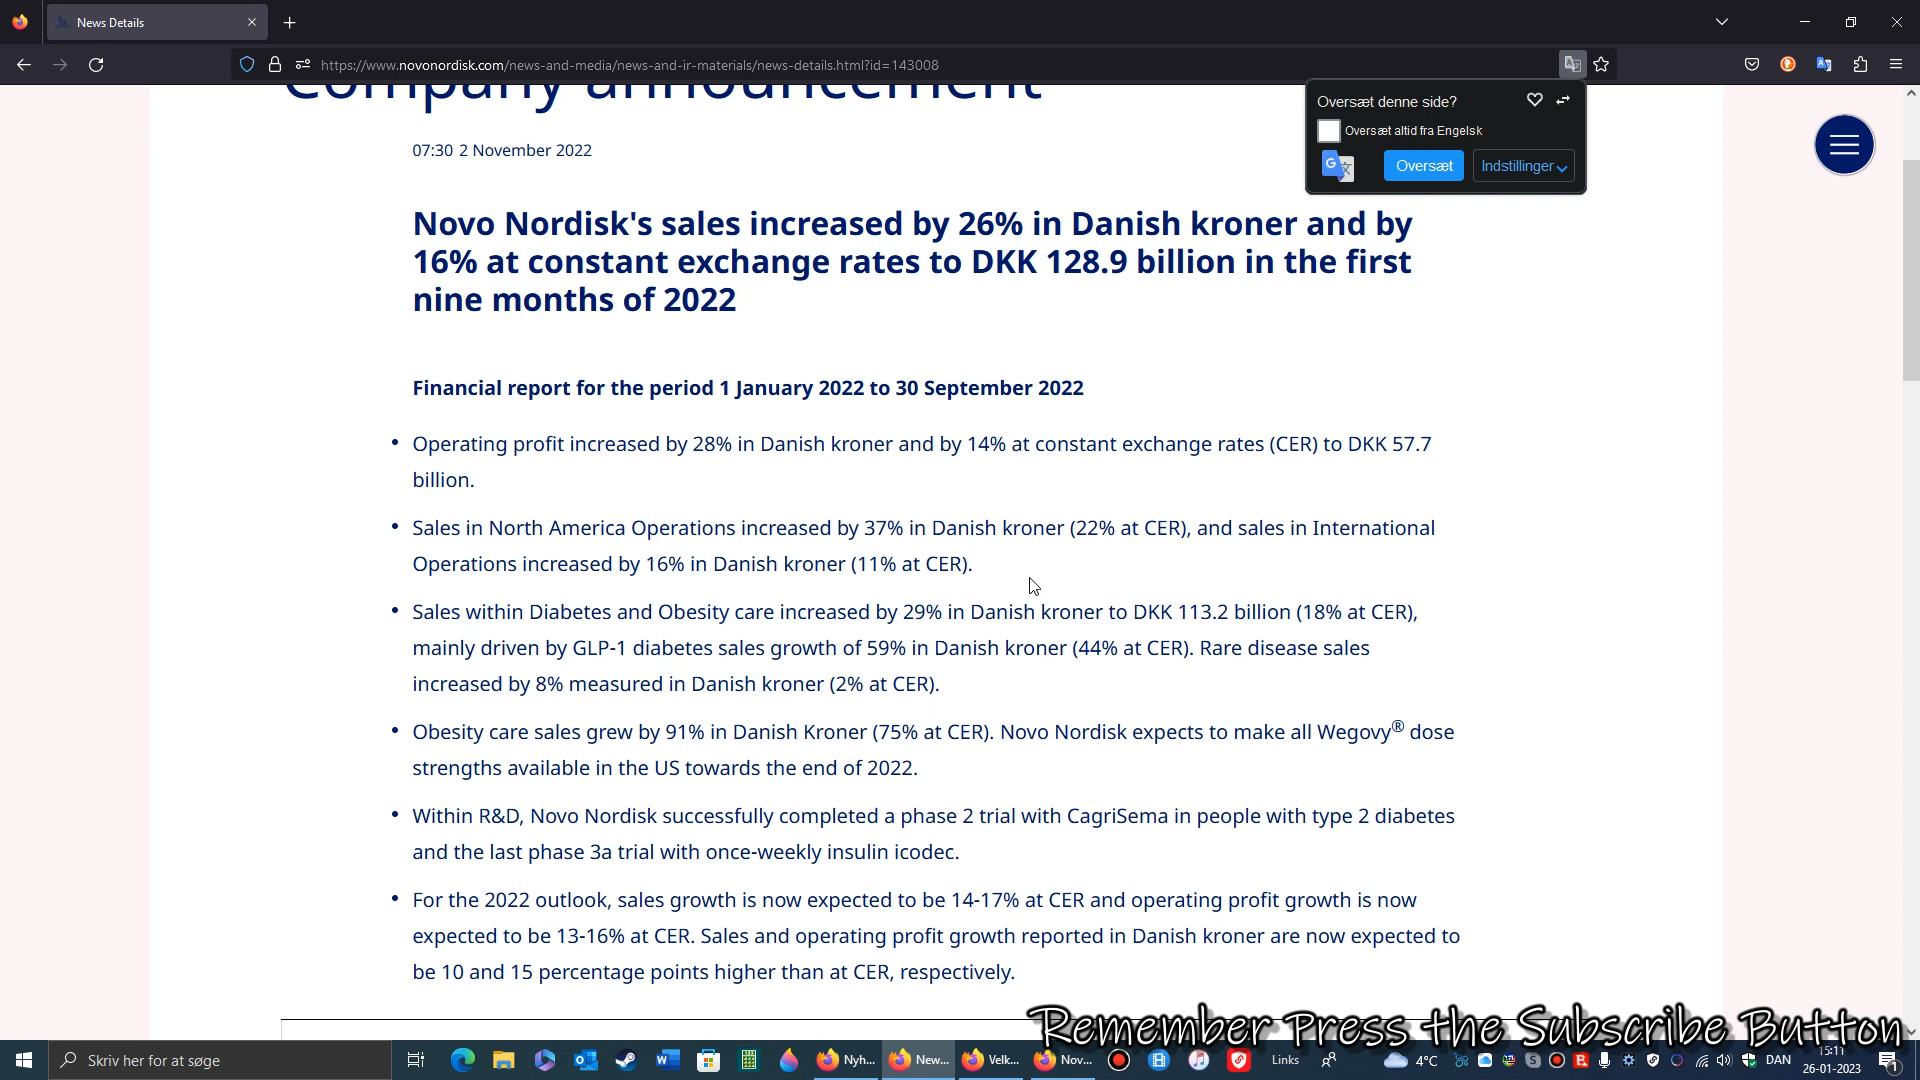 News Details
https://www.novonordisk.com/news-and-media/news-and-ir-materials/news-details.html?id=143008
Company announcement
Oversæt denne side?
Oversæt altid fra Engelsk
Oversæt
Indstillinger
07:30 2 November 2022
Novo Nordisk's sales increased by 26% in Danish kroner and by
16% at constant exchange rates to DKK 128.9 billion in the first
nine months of 2022
Financial report for the period 1 January 2022 to 30 September 2022
• Operating profit increased by 28% in Danish kroner and by 14% at constant exchange rates (CER) to DKK 57.7
billion.
• Sales in North America Operations increased by 37% in Danish kroner (22% at CER), and sales in International
Operations increased by 16% in Danish kroner (11% at CER).
• Sales within Diabetes and Obesity care increased by 29% in Danish kroner to DKK 113.2 billion (18% at CER),
mainly driven by GLP-1 diabetes sales growth of 59% in Danish kroner (44% at CER). Rare disease sales
increased by 8% measured in Danish kroner (2% at CER).
• Obesity care sales grew by 91% in Danish Kroner (75% at CER). Novo Nordisk expects to make all Wegovy® dose
strengths available in the US towards the end of 2022.
• Within R&D, Novo Nordisk successfully completed a phase 2 trial with CagriSema in people with type 2 diabetes
and the last phase 3a trial with once-weekly insulin icodec.
• For the 2022 outlook, sales growth is now expected to be 14-17% at CER and operating profit growth is now
expected to be 13-16% at CER. Sales and operating profit growth reported in Danish kroner are now expected to
be 10 and 15 percentage points higher than at CER, respectively.
Remember Press the Subscribe Button
Skriv her for at søge
Nyh...
New...
Velk...
Nov...
Links
4°C
DAN
15:11
26-01-2023
1